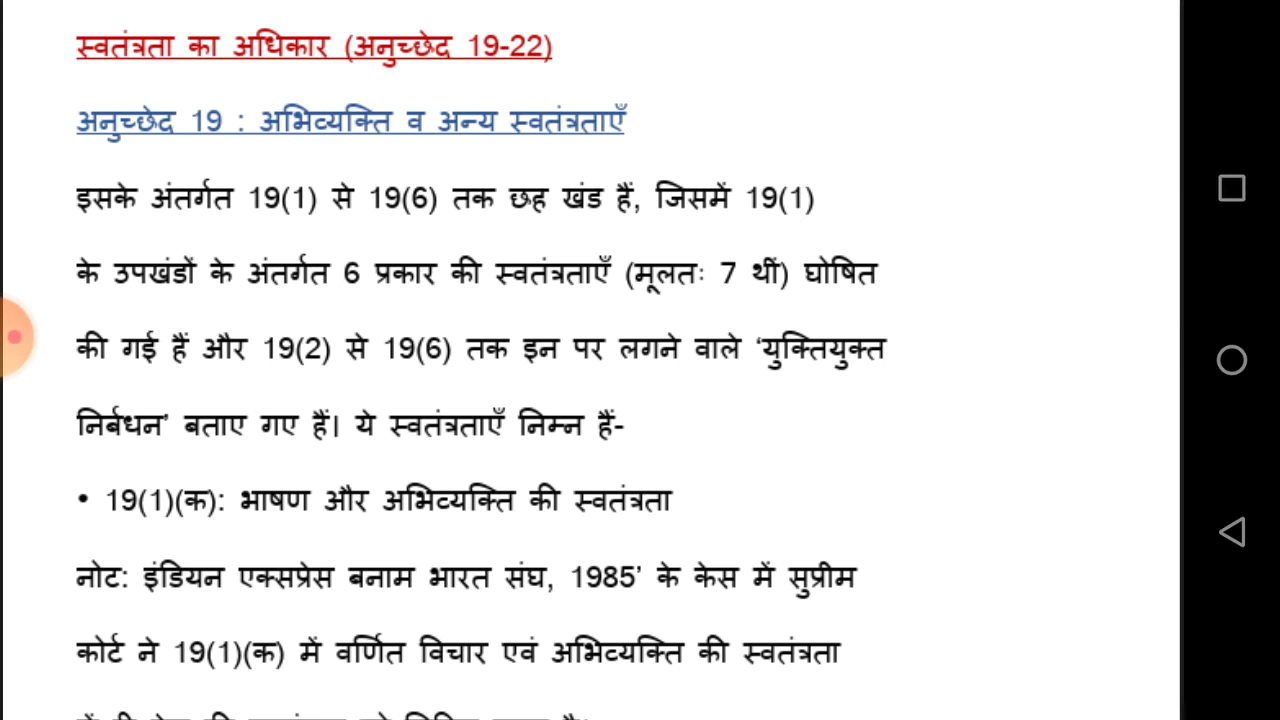 स्वतंत्रता का अधिकार (अनुच्छेद 19-22)
अनुच्छेद 19 : अभिव्यक्ति व अन्य स्वतंत्रताएँ
इसके अंतर्गत 19(1) से 19(6) तक छह खंड हैं, जिसमें 19(1)
के उपखंडों के अंतर्गत 6 प्रकार की स्वतंत्रताएँ (मूलतः 7 थीं) घोषित
की गई हैं और 19(2) से 19(6) तक इन पर लगने वाले ‘युक्तियुक्त
निर्बधन’ बताए गए हैं। ये स्वतंत्रताएँ निम्न हैं-
• 19(1)(क): भाषण और अभिव्यक्ति की स्वतंत्रता
नोट: इंडियन एक्सप्रेस बनाम भारत संघ, 1985’ के केस में सुप्रीम
कोर्ट ने 19(1)(क) में वर्णित विचार एवं अभिव्यक्ति की स्वतंत्रता